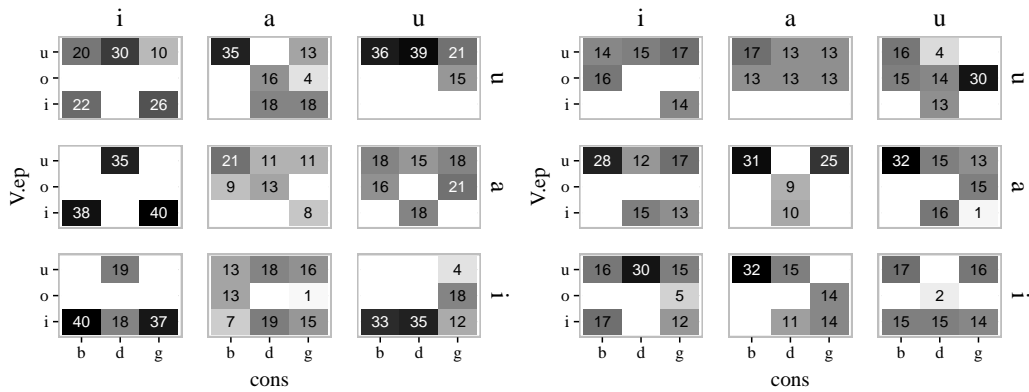 i a u i a u
u 20 30 10 35 13 36 39 21 u 14 15 17 17 13 13 16 4 u
o 16 4 15 o 16 13 13 13 15 14 30
i 22 26 18 18 i 14 13
u 35 21 11 11 18 15 18 a u 28 12 17 31 25 32 15 13 a
V.ep o 9 13 16 21 V.ep o 9 15
i 38 40 8 18 i 15 13 10 16 1
u 19 13 18 16 4 i u 16 30 15 32 15 17 16 i
o 13 1 18 o 5 14 2
i 40 18 37 7 19 15 33 35 12 i 17 12 11 14 15 15 14
b d g b d g b d g b d g b d g b d g
cons cons